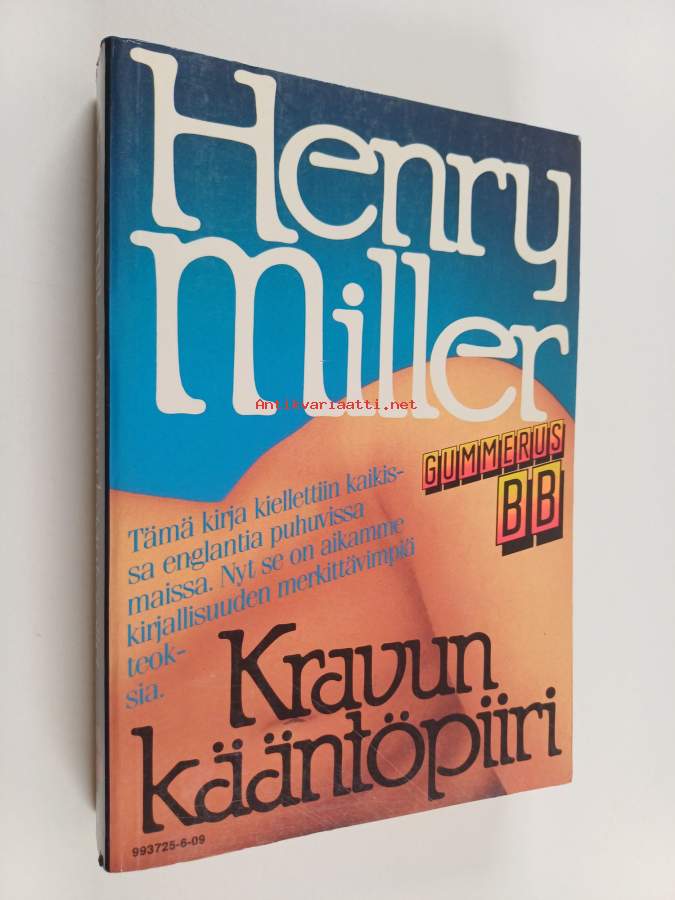 Henry
Miller
Antikvariaatti.net
GUMMERUS
BB
Tämä kirja kiellettiin kaikis-
sa englantia puhuvissa
maissa. Nyt se on aikamme
kirjallisuuden merkittävimpiä
teok-
sia.
Kravun
kääntöpiiri
993725-6-09